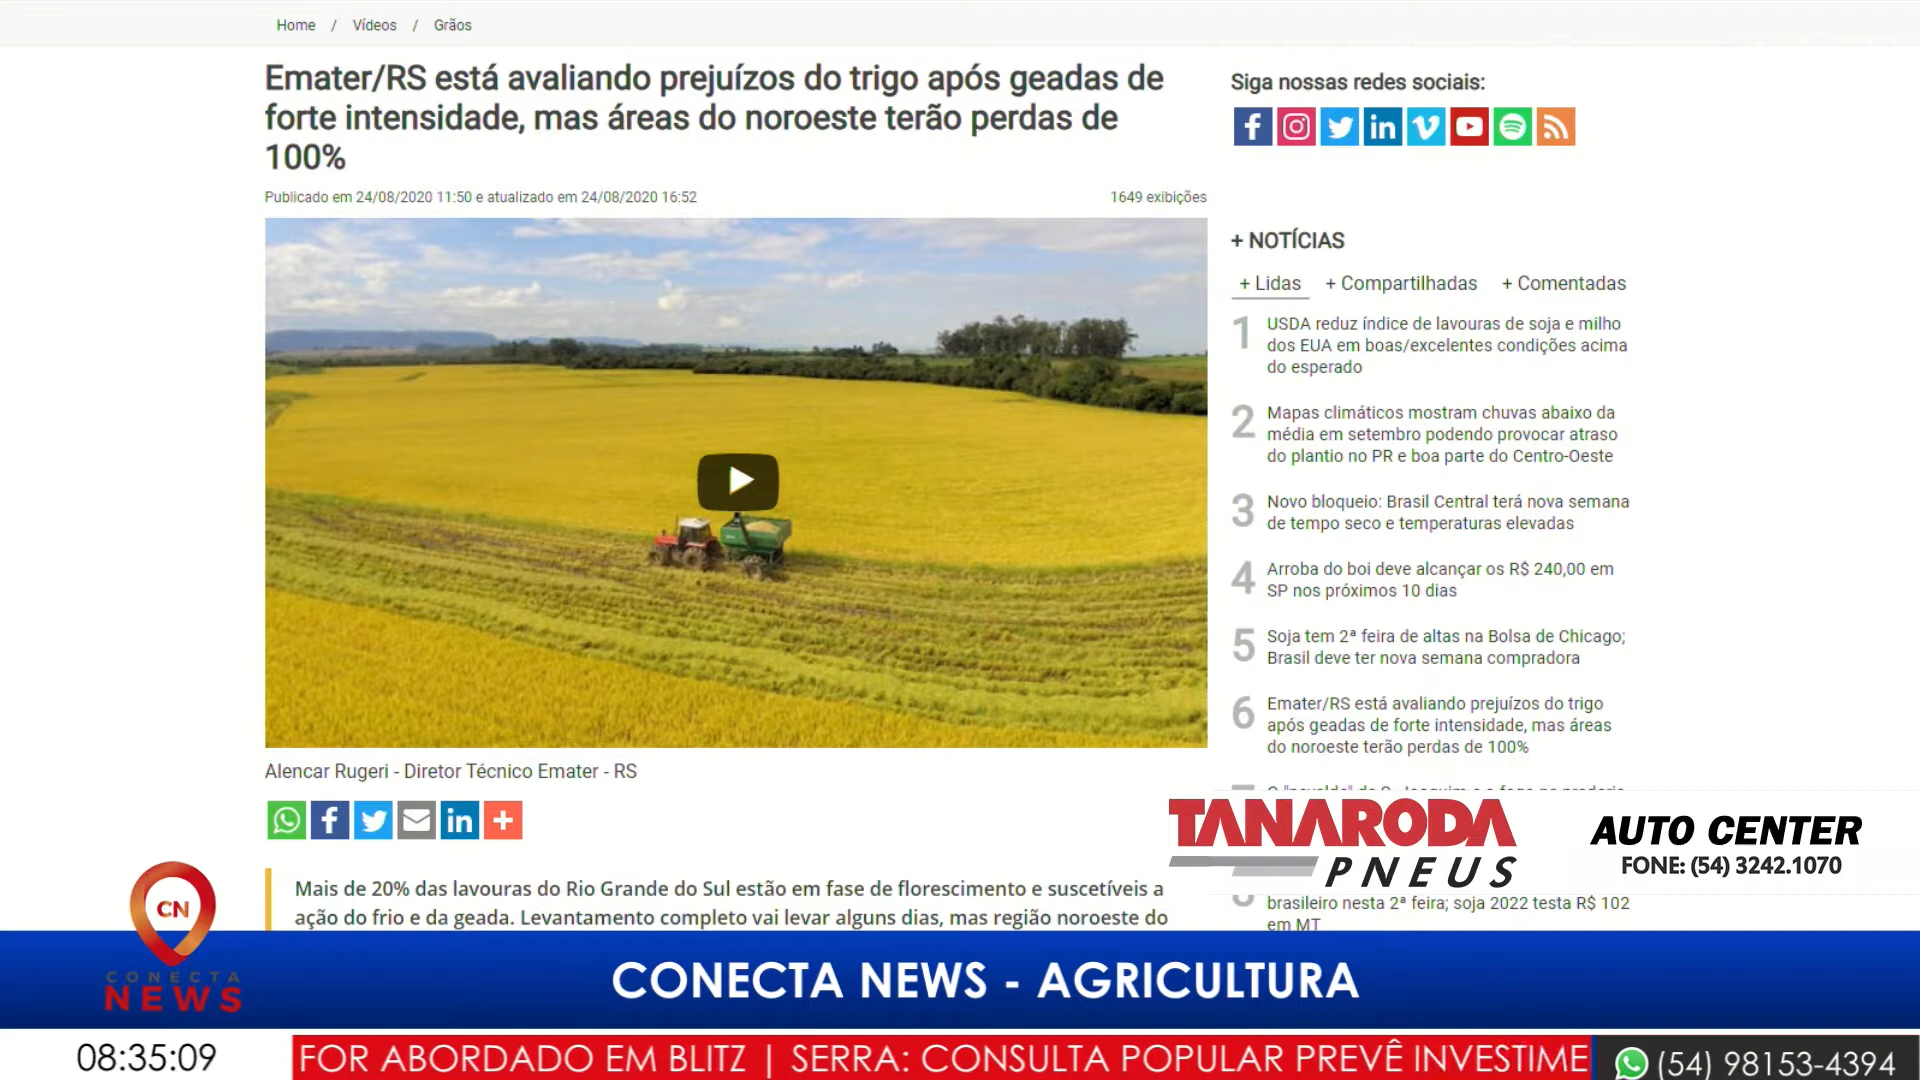 Home / Vídeos / Grãos
Emater/RS está avaliando prejuízos do trigo após geadas de
forte intensidade, mas áreas do noroeste terão perdas de
100%
Publicado em 24/08/2020 11:50 e atualizado em 24/08/2020 16:52
1649 exibições
Alencar Rugeri - Diretor Técnico Emater - RS
Mais de 20% das lavouras do Rio Grande do Sul estão em fase de florescimento e suscetíveis a
ação do frio e da geada. Levantamento completo vai levar alguns dias, mas região noroeste do
Siga nossas redes sociais:
+ NOTÍCIAS
+ Lidas + Compartilhadas + Comentadas
1 USDA reduz índice de lavouras de soja e milho
dos EUA em boas/excelentes condições acima
do esperado
2 Mapas climáticos mostram chuvas abaixo da
média em setembro podendo provocar atraso
do plantio no PR e boa parte do Centro-Oeste
3 Novo bloqueio: Brasil Central terá nova semana
de tempo seco e temperaturas elevadas
4 Arroba do boi deve alcançar os R$ 240,00 em
SP nos próximos 10 dias
5 Soja tem 2ª feira de altas na Bolsa de Chicago;
Brasil deve ter nova semana compradora
6 Emater/RS está avaliando prejuízos do trigo
após geadas de forte intensidade, mas áreas
do noroeste terão perdas de 100%
brasileiro nesta 2ª feira; soja 2022 testa R$ 102
em MT
TANARODA
PNEUS
AUTO CENTER
FONE: (54) 3242.1070
CN
CONECTA
NEWS
CONECTA NEWS - AGRICULTURA
08:35:09
FOR ABORDADO EM BLITZ | SERRA: CONSULTA POPULAR PREVÊ INVESTIME
(54) 98153-4394